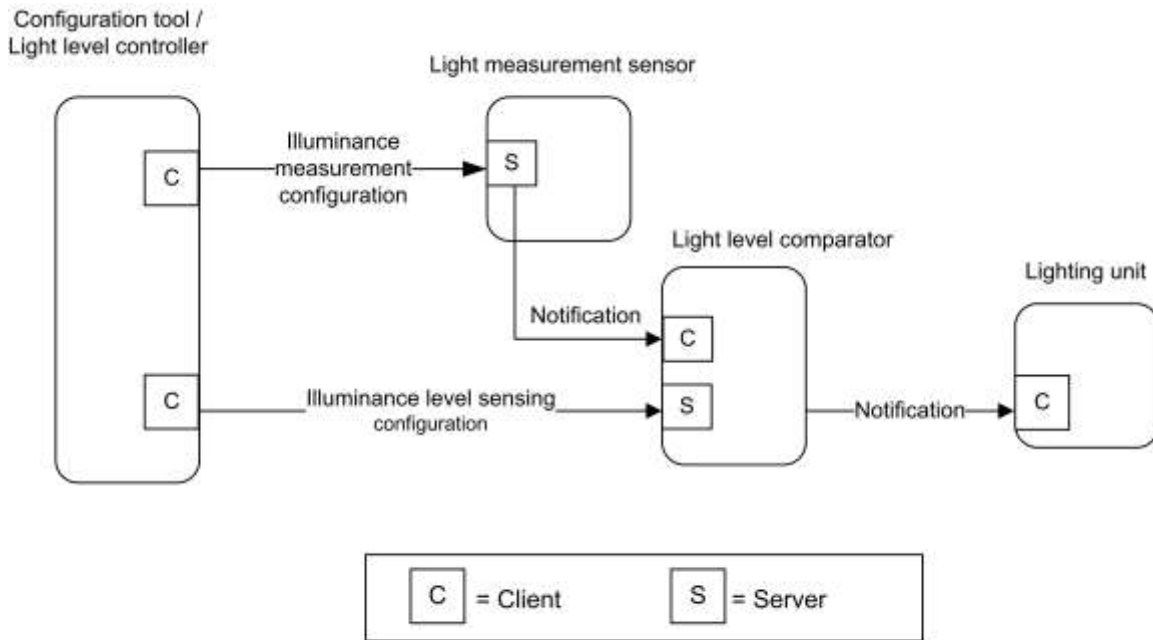 Configuration tool /
Light level controller
Light measurement sensor
Illuminance
measurement
configuration
C
S
Light level comparator
Lighting unit
Notification
C
C
Illuminance level sensing
configuration
S
Notification
C
C = Client
S = Server